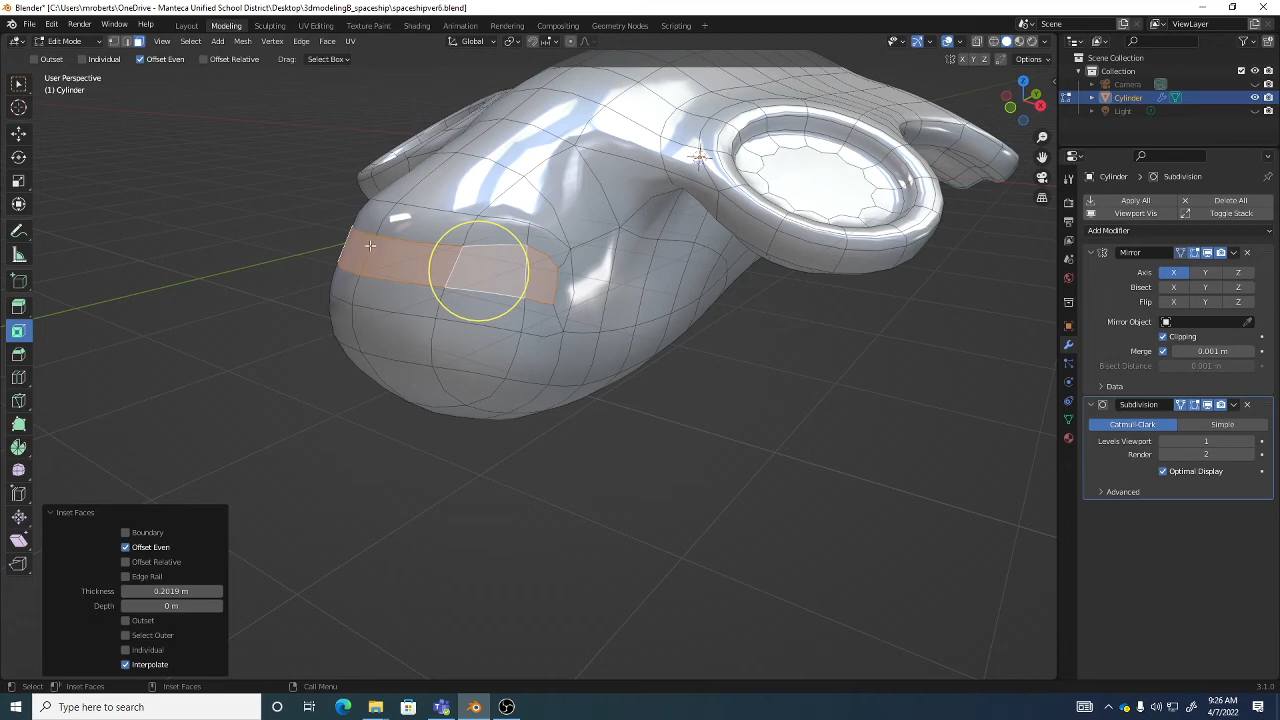 Blender* [C:\Users\mroberts\OneDrive - Manteca Unified School District\Desktop\3dmodeling8_spaceship\spaceshipver6.blend]
File Edit Render Window Help Layout Modeling Sculpting UV Editing Texture Paint Shading Animation Rendering Compositing Geometry Nodes Scripting + Scene ViewLayer
Edit Mode View Select Add Mesh Vertex Edge Face UV Global
Outset Individual Offset Even Offset Relative Drag: Select Box X Y Z Options
User Perspective
(1) Cylinder
Scene Collection
Collection
Camera
Cylinder
Light
Z
Y
X
Cylinder Subdivision
Apply All Delete All
Viewport Vis Toggle Stack
Add Modifier
Mirror
Axis X Y Z
Bisect X Y Z
Flip X Y Z
Mirror Object
Clipping
Merge 0.001 m
Bisect Distance 0.001 m
Data
Subdivision
Catmull-Clark Simple
Levels Viewport 1
Render 2
Optimal Display
Advanced
Inset Faces
Boundary
Offset Even
Offset Relative
Edge Rail
Thickness 0.2019 m
Depth 0 m
Outset
Select Outer
Individual
Interpolate
Select Inset Faces Inset Faces Call Menu 3.1.0
Type here to search
9:26 AM
4/7/2022